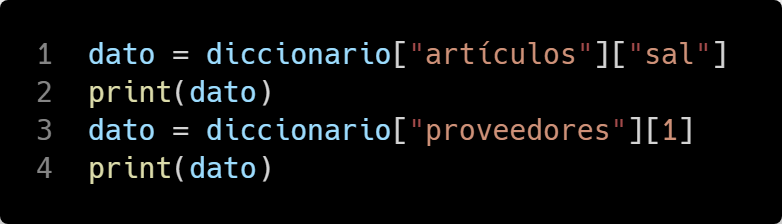 1 dato = diccionario["artículos"]["sal"]
2 print(dato)
3 dato = diccionario["proveedores"][1]
4 print(dato)